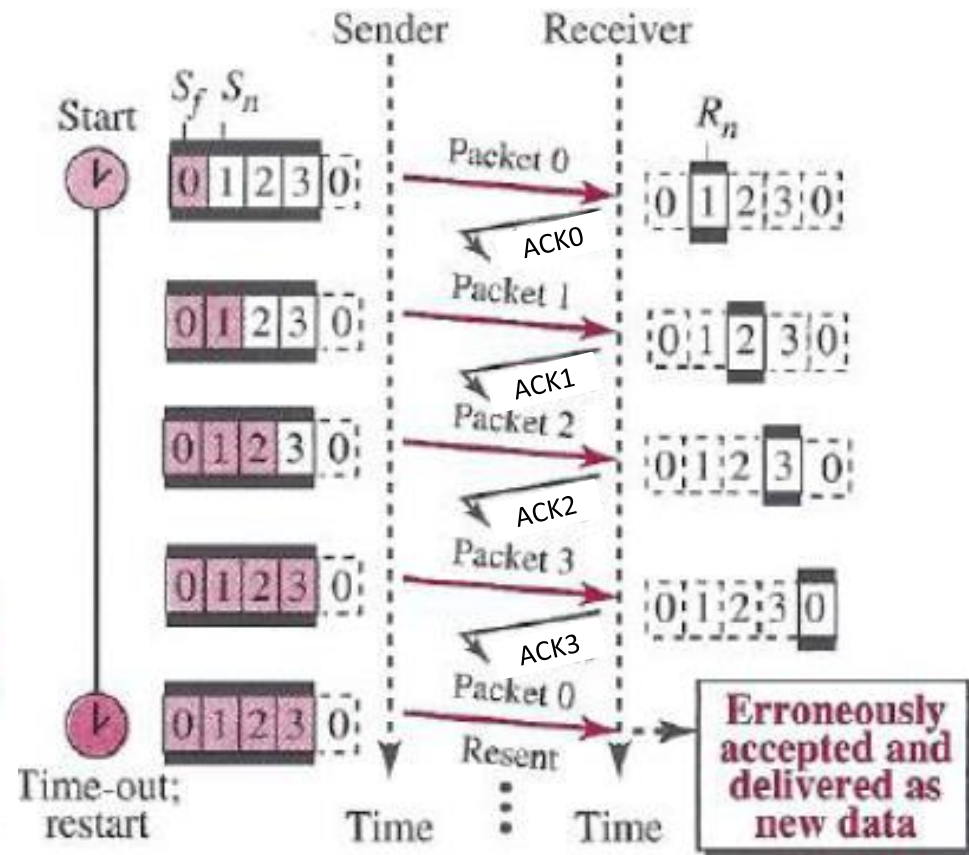 Sender Receiver
Start
Sf Sn
Rn
0 1 2 3 0
Packet 0
0 1 2 3 0
ACK0
0 1 2 3 0
Packet 1
0 1 2 3 0
ACK1
0 1 2 3 0
Packet 2
0 1 2 3 0
ACK2
0 1 2 3 0
Packet 3
0 1 2 3 0
ACK3
0 1 2 3 0
Packet 0
Resent
Erroneously
accepted and
delivered as
new data
Time-out;
restart
Time
Time